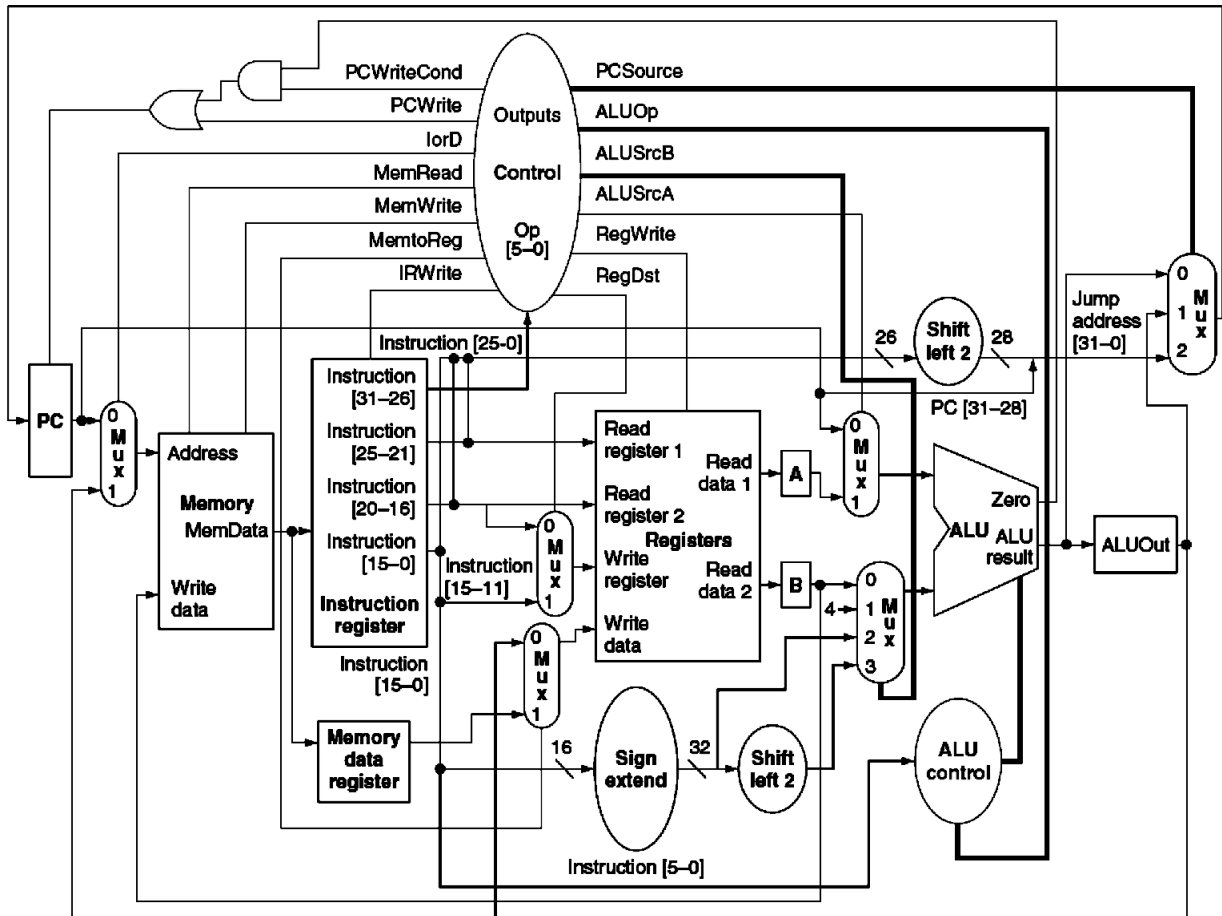 PCWriteCond
PCWrite
IorD
MemRead
MemWrite
MemtoReg
IRWrite
Outputs
Control
Op
[5–0]
PCSource
ALUOp
ALUSrcB
ALUSrcA
RegWrite
RegDst
PC
0
M
u
x
1
Address
Memory
MemData
Write
data
Instruction [25-0]
Instruction
[31–26]
Instruction
[25–21]
Instruction
[20–16]
Instruction
[15–0]
Instruction
register
Instruction
[15–0]
Memory
data
register
Instruction
[15–11]
0
M
u
x
1
0
M
u
x
1
Read
register 1
Read
register 2
Registers
Write
register
Write
data
Read
data 1
Read
data 2
A
B
16
Sign
extend
32
Shift
left 2
Instruction [5–0]
0
M
u
x
1
4
0
1
2
3
M
u
x
26
Shift
left 2
28
PC [31–28]
Jump
address
[31–0]
0
1
2
M
u
x
Zero
ALU
ALU
result
ALUOut
ALU
control